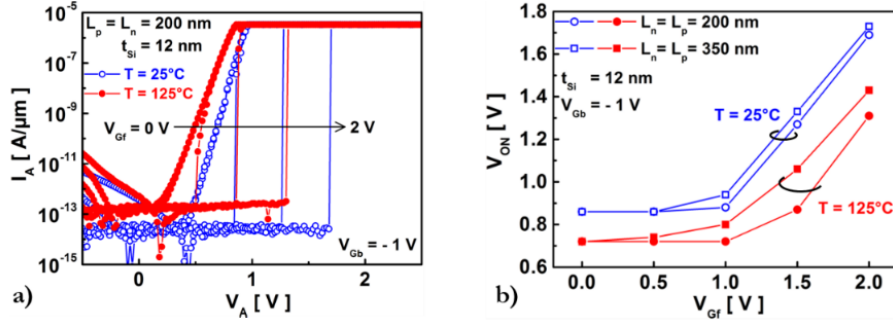 10⁻⁵
10⁻⁷
10⁻⁹
10⁻¹¹
10⁻¹³
10⁻¹⁵
I_A [ A/µm ]
L_p = L_n = 200 nm
t_Si = 12 nm
T = 25°C
T = 125°C
V_Gf = 0 V
2 V
V_Gb = - 1 V
0 1 2
V_A [ V ]
a)
1.8
1.6
1.4
1.2
1.0
0.8
0.6
V_ON [ V ]
L_n = L_p = 200 nm
L_n = L_p = 350 nm
t_Si = 12 nm
V_Gb = - 1 V
T = 25°C
T = 125°C
0.0 0.5 1.0 1.5 2.0
V_Gf [ V ]
b)